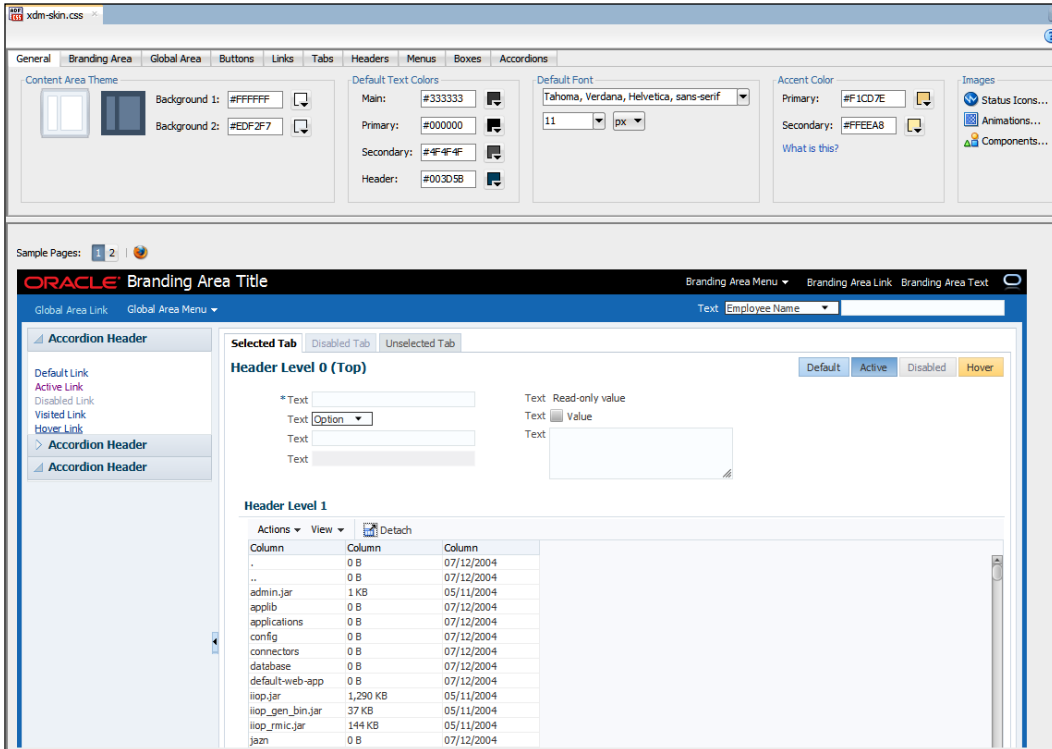 xdm-skin.css
General Branding Area Global Area Buttons Links Tabs Headers Menus Boxes Accordions
Content Area Theme
Background 1: #FFFFFF
Background 2: #EDF2F7
Default Text Colors
Main: #333333
Primary: #000000
Secondary: #4F4F4F
Header: #003D5B
Default Font
Tahoma, Verdana, Helvetica, sans-serif
11 px
Accent Color
Primary: #F1CD7E
Secondary: #FFEEA8
What is this?
Images
Status Icons...
Animations...
Components...
Sample Pages: 1 2
ORACLE Branding Area Title
Branding Area Menu Branding Area Link Branding Area Text
Global Area Link Global Area Menu
Text Employee Name
Accordion Header
Default Link
Active Link
Disabled Link
Visited Link
Hover Link
Accordion Header
Accordion Header
Selected Tab Disabled Tab Unselected Tab
Header Level 0 (Top)
Default Active Disabled Hover
* Text
Text Option
Text
Text
Text Read-only value
Text Value
Text
Header Level 1
Actions View Detach
Column Column Column
. 0 B 07/12/2004
.. 0 B 07/12/2004
admin.jar 1 KB 05/11/2004
applib 0 B 07/12/2004
applications 0 B 07/12/2004
config 0 B 07/12/2004
connectors 0 B 07/12/2004
database 0 B 07/12/2004
default-web-app 0 B 07/12/2004
iiop.jar 1,290 KB 05/11/2004
iiop_gen_bin.jar 37 KB 05/11/2004
iiop_rmic.jar 144 KB 05/11/2004
jazn 0 B 07/12/2004